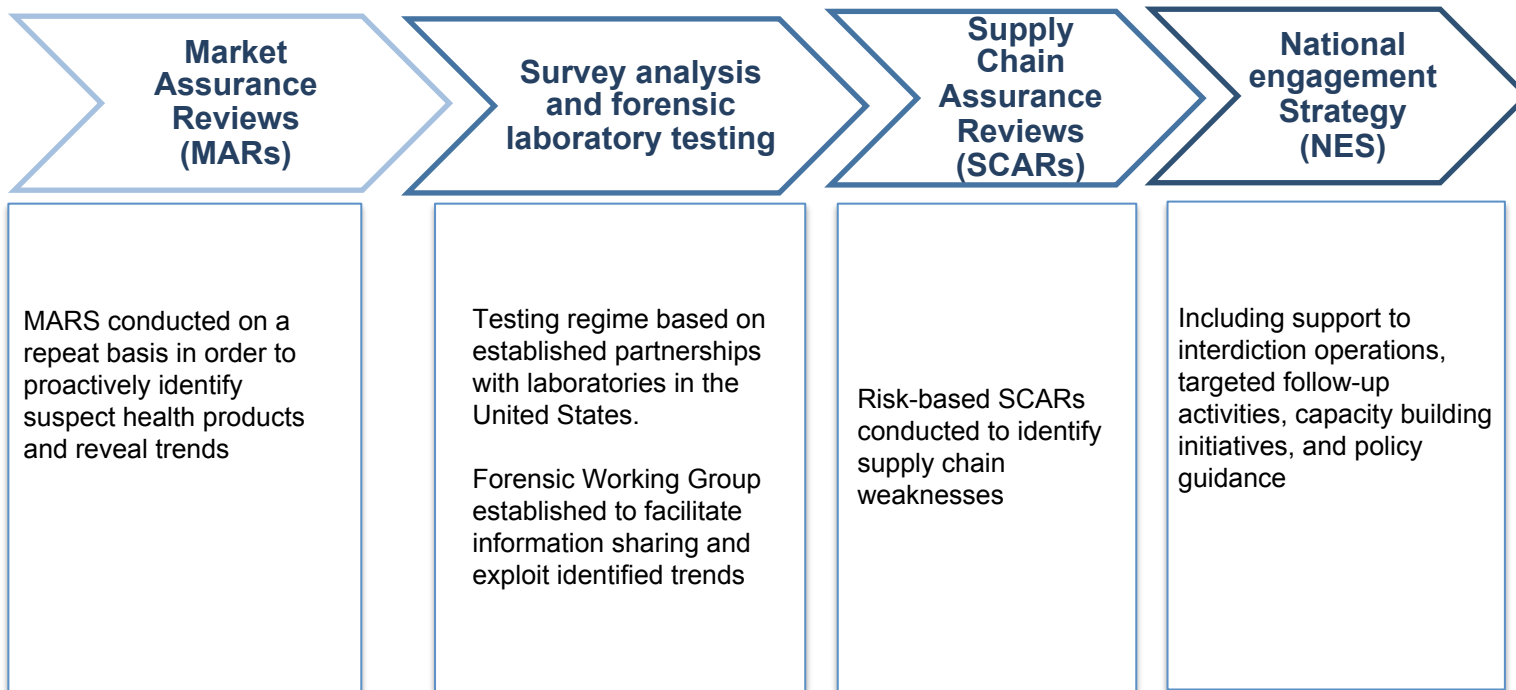 Market
Assurance
Reviews
(MARs)
Survey analysis
and forensic
laboratory testing
Supply
Chain
Assurance
Reviews
(SCARs)
National
engagement
Strategy
(NES)
MARS conducted on a
repeat basis in order to
proactively identify
suspect health products
and reveal trends
Testing regime based on
established partnerships
with laboratories in the
United States.
Forensic Working Group
established to facilitate
information sharing and
exploit identified trends
Risk-based SCARs
conducted to identify
supply chain
weaknesses
Including support to
interdiction operations,
targeted follow-up
activities, capacity building
initiatives, and policy
guidance